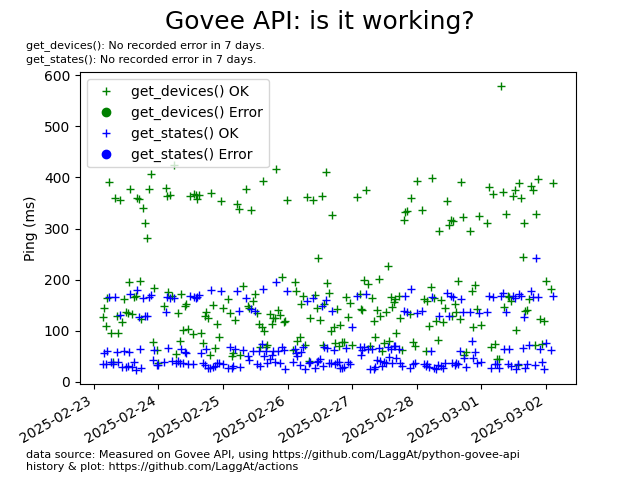 Govee API: is it working?
get_devices(): No recorded error in 7 days.
get_states(): No recorded error in 7 days.
get_devices() OK
get_devices() Error
get_states() OK
get_states() Error
Ping (ms)
600
500
400
300
200
100
0
2025-02-23
2025-02-24
2025-02-25
2025-02-26
2025-02-27
2025-02-28
2025-03-01
2025-03-02
data source: Measured on Govee API, using https://github.com/LaggAt/python-govee-api
history & plot: https://github.com/LaggAt/actions